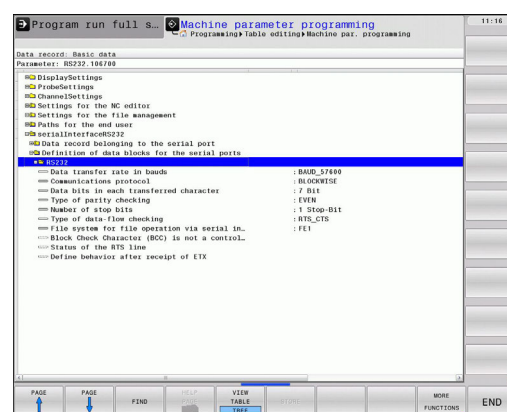 Program run full s…
Machine parameter programming
Programming▸Table editing▸Machine par. programming
11:16
Data record: Basic data
Parameter: RS232.106700
DisplaySettings
ProbeSettings
ChannelSettings
Settings for the NC editor
Settings for the file management
Paths for the end user
serialInterfaceRS232
Data record belonging to the serial port
Definition of data blocks for the serial ports
RS232
Data transfer rate in bauds :BAUD_57600
Communications protocol :BLOCKWISE
Data bits in each transferred character :7 Bit
Type of parity checking :EVEN
Number of stop bits :1 Stop-Bit
Type of data-flow checking :RTS_CTS
File system for file operation via serial in… :FE1
Block Check Character (BCC) is not a control…
Status of the RTS line
Define behavior after receipt of ETX
PAGE
PAGE
FIND
HELP
VIEW
TABLE
TREE
MORE
FUNCTIONS
END